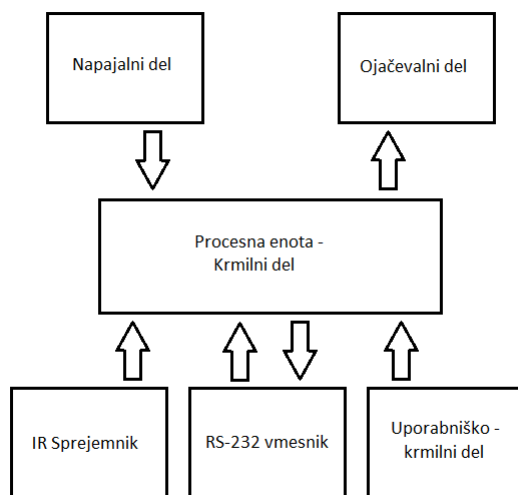 Napajalni del
Ojačevalni del
Procesna enota -
Krmilni del
IR Sprejemnik
RS-232 vmesnik
Uporabniško -
krmilni del